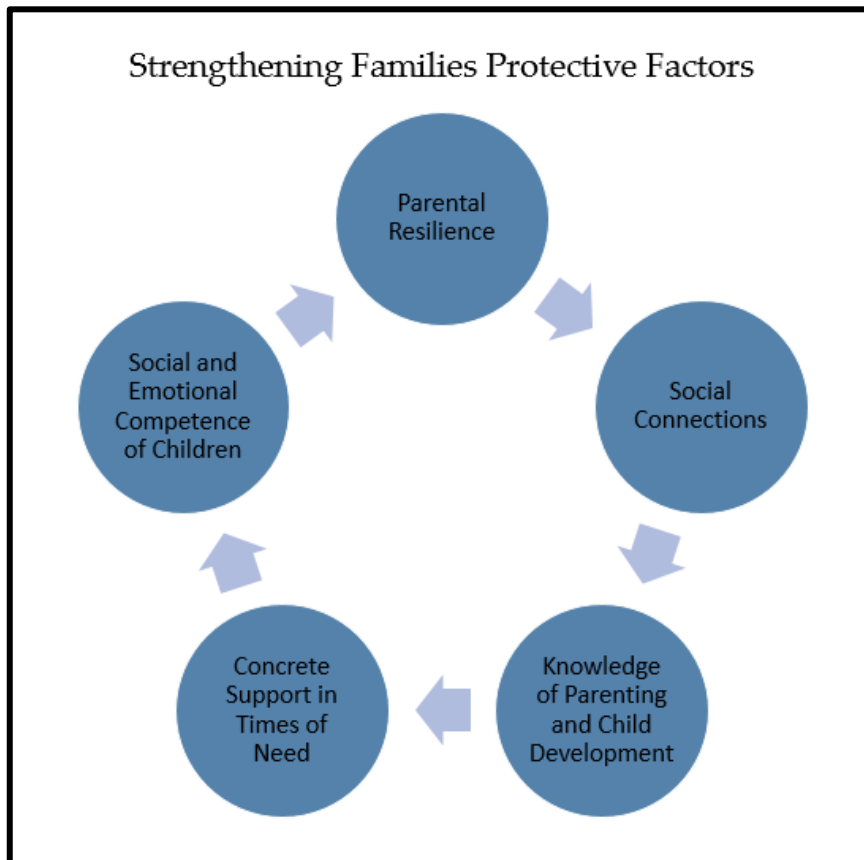 Strengthening Families Protective Factors
Parental
Resilience
Social
Connections
Knowledge
of Parenting
and Child
Development
Concrete
Support in
Times of
Need
Social and
Emotional
Competence
of Children